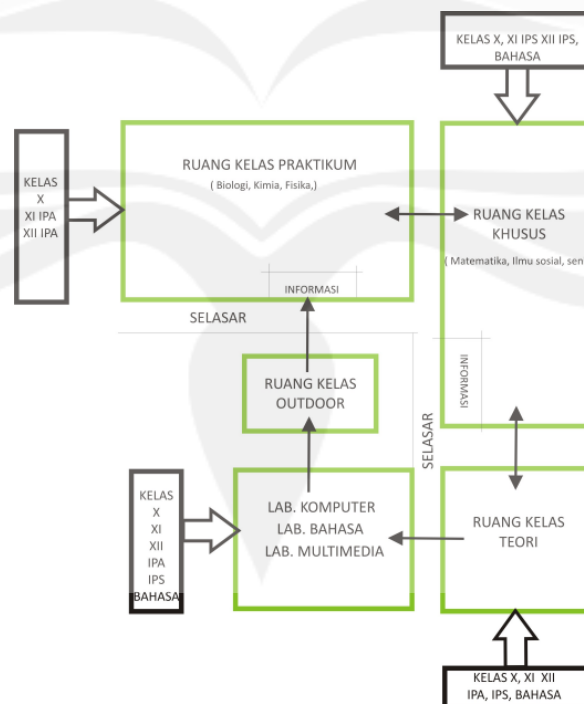 KELAS X, XI IPS XII IPS,
BAHASA
RUANG KELAS PRAKTIKUM
( Biologi, Kimia, Fisika,)
KELAS
X
XI IPA
XII IPA
RUANG KELAS
KHUSUS
( Matematika, Ilmu sosial, sen
INFORMASI
SELASAR
INFORMASI
RUANG KELAS
OUTDOOR
SELASAR
KELAS
X
XI
XII
IPA
IPS
BAHASA
LAB. KOMPUTER
LAB. BAHASA
LAB. MULTIMEDIA
RUANG KELAS
TEORI
KELAS X, XI XII
IPA, IPS, BAHASA